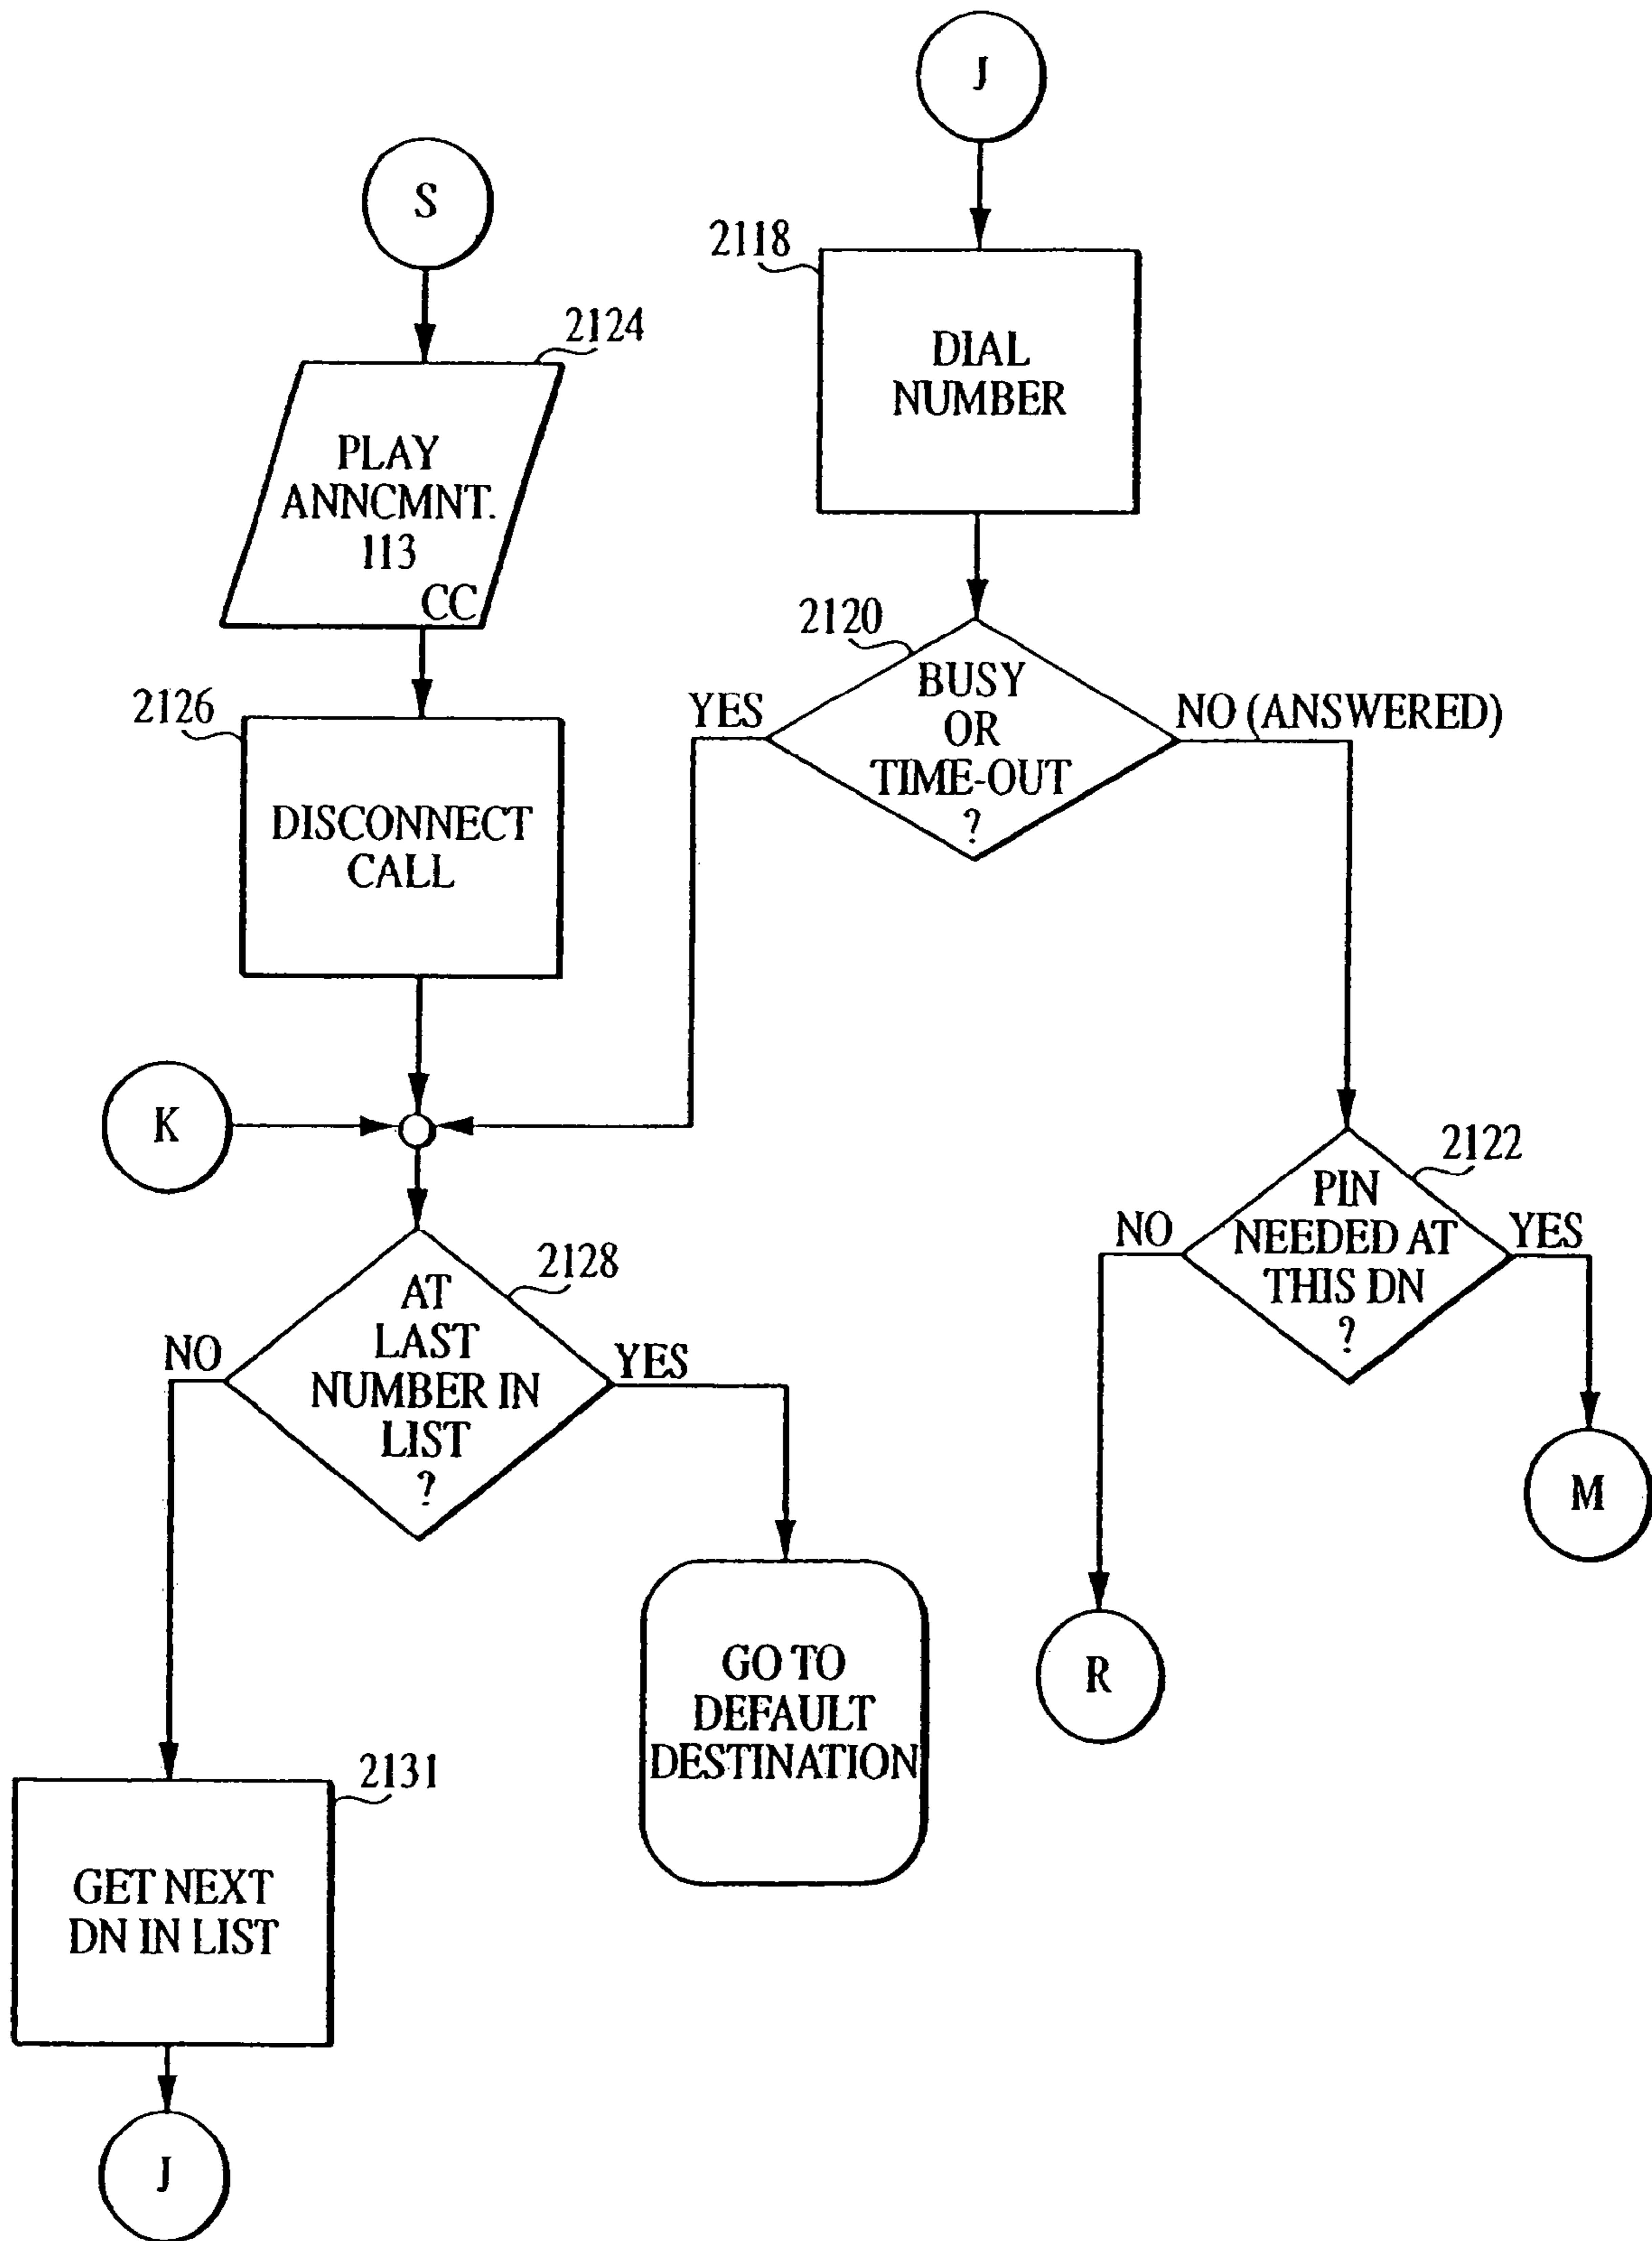 J
S
2118
2124
DIAL
NUMBER
PLAY
ANNCMNT.
113
CC
2120
BUSY
OR
TIME-OUT
?
YES
NO (ANSWERED)
2126
DISCONNECT
CALL
K
2122
PIN
NEEDED AT
THIS DN
?
NO
YES
2128
AT
LAST
NUMBER IN
LIST
?
NO
YES
M
R
GO TO
DEFAULT
DESTINATION
2131
GET NEXT
DN IN LIST
J